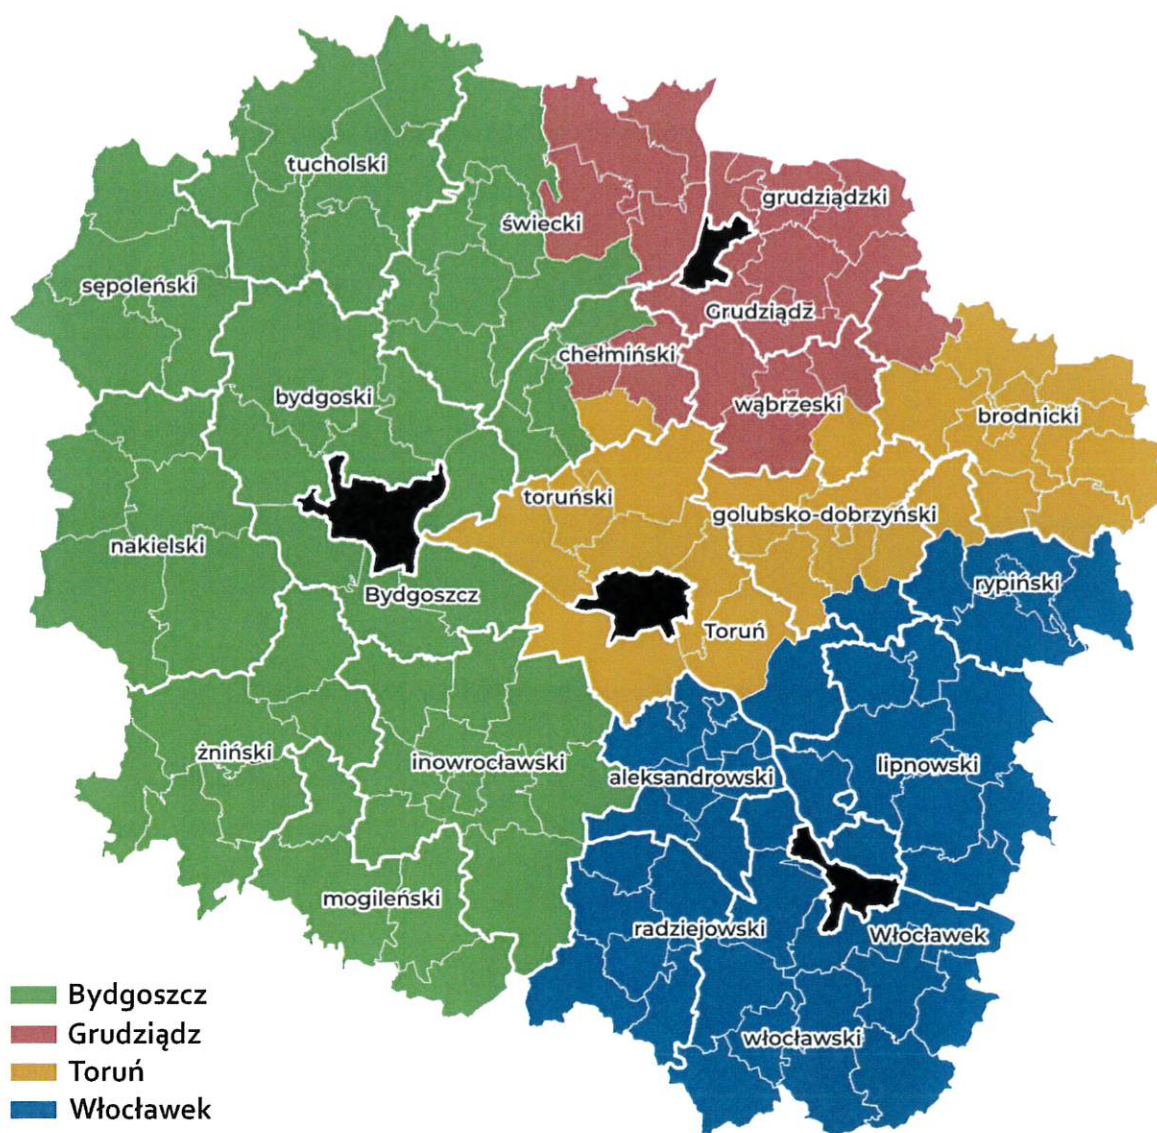 tucholski
grudziądzki
świecki
sępoleński
Grudziądz
chełmiński
bydgoski
wąbrzeski
brodnicki
toruński
golubsko-dobrzyński
nakielski
Bydgoszcz
rypiński
Toruń
żniński
inowrocławski
aleksandrowski
lipnowski
mogileński
radziejowski
Włocławek
włocławski
Bydgoszcz
Grudziądz
Toruń
Włocławek